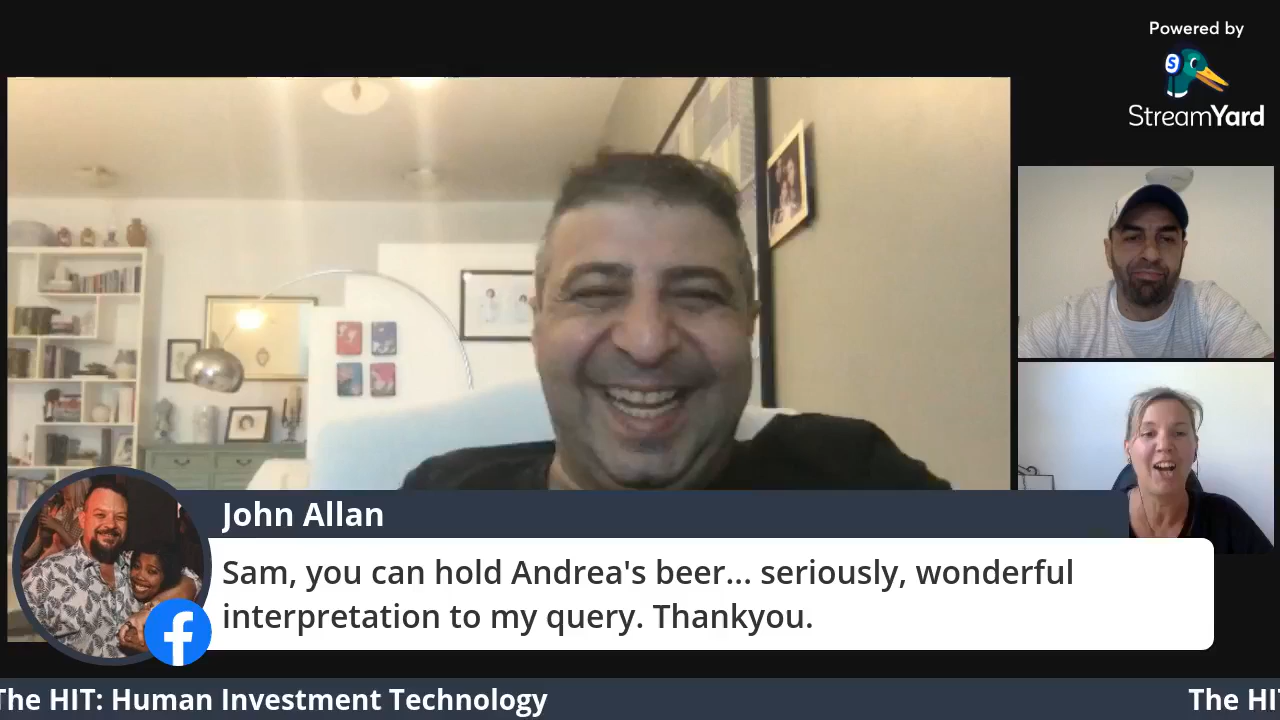 Powered by
StreamYard
John Allan
Sam, you can hold Andrea's beer... seriously, wonderful
interpretation to my query. Thankyou.
The HIT: Human Investment Technology
The HI